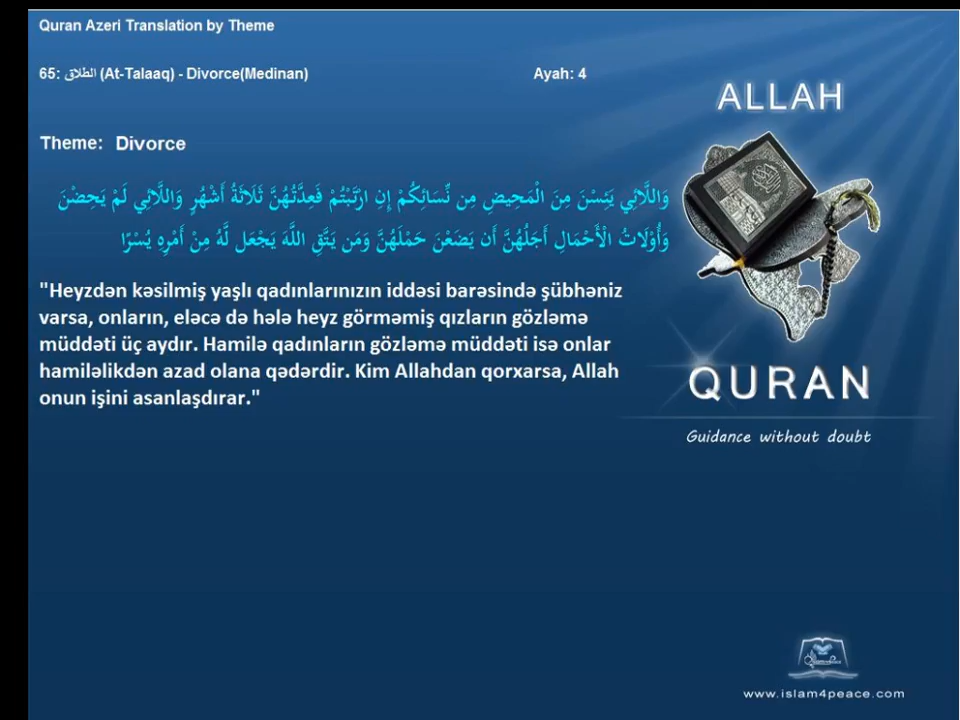 Quran Azeri Translation by Theme
65: الطلاق (At-Talaaq) - Divorce(Medinan)
Ayah: 4
Theme: Divorce
وَاللَّائِي يَئِسْنَ مِنَ الْمَحِيضِ مِن نِّسَائِكُمْ إِنِ ارْتَبْتُمْ فَعِدَّتُهُنَّ ثَلَاثَةُ أَشْهُرٍ وَاللَّائِي لَمْ يَحِضْنَ
وَأُوْلَاتُ الْأَحْمَالِ أَجَلُهُنَّ أَن يَضَعْنَ حَمْلَهُنَّ وَمَن يَتَّقِ اللَّهَ يَجْعَل لَّهُ مِنْ أَمْرِهِ يُسْرًا
"Heyzdən kəsilmiş yaşlı qadınlarınızın iddəsi barəsində şübhəniz
varsa, onların, eləcə də hələ heyz görməmiş qızların gözləmə
müddəti üç aydır. Hamilə qadınların gözləmə müddəti isə onlar
hamiləlikdən azad olana qədərdir. Kim Allahdan qorxarsa, Allah
onun işini asanlaşdırar."
ALLAH
QURAN
Guidance without doubt
www.islam4peace.com